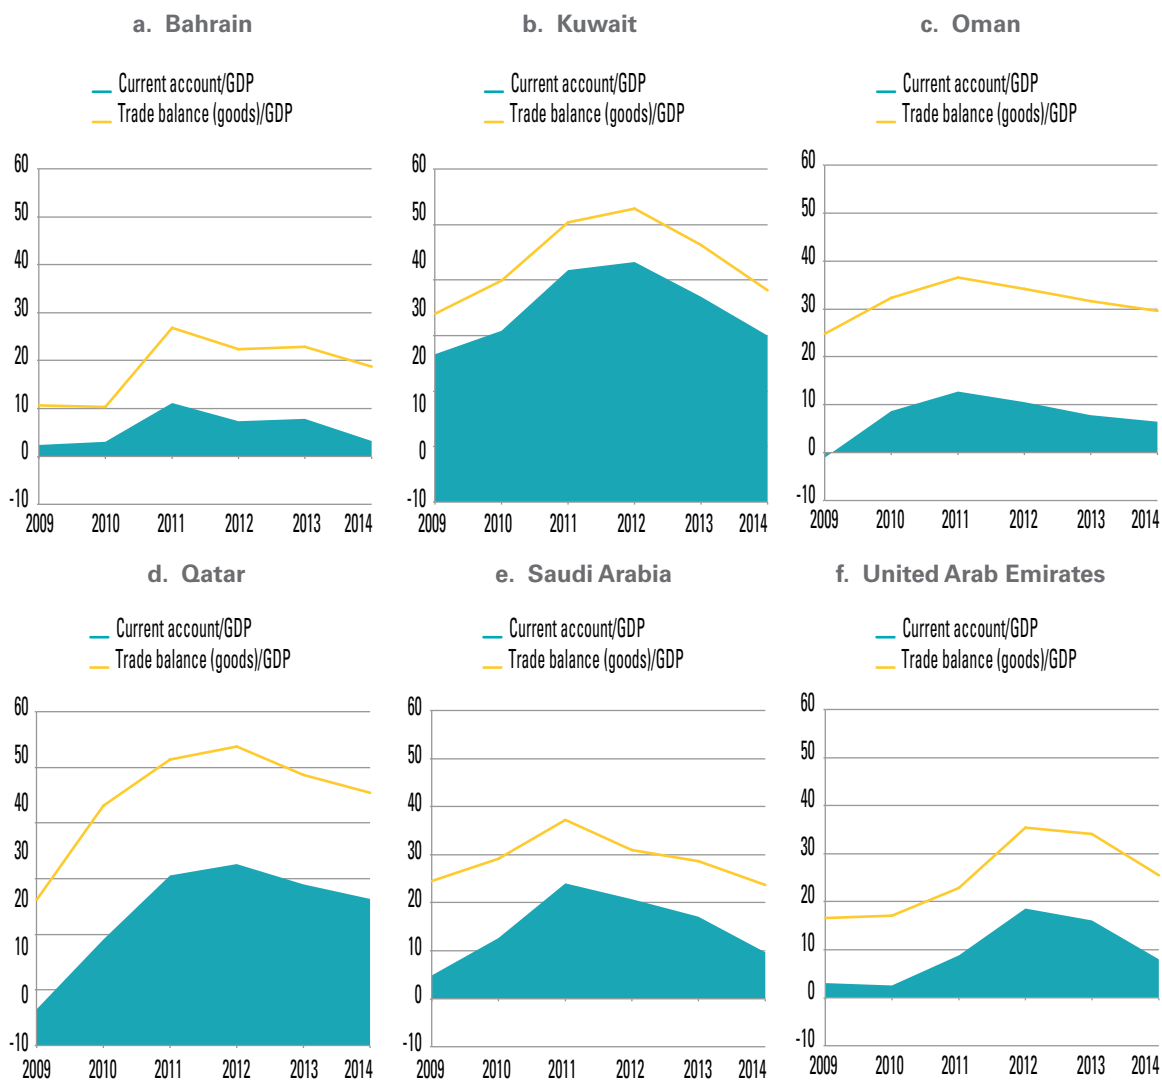 a. Bahrain
Current account/GDP
Trade balance (goods)/GDP
60
50
40
30
20
10
0
-10
2009 2010 2011 2012 2013 2014
b. Kuwait
Current account/GDP
Trade balance (goods)/GDP
60
50
40
30
20
10
0
-10
2009 2010 2011 2012 2013 2014
c. Oman
Current account/GDP
Trade balance (goods)/GDP
60
50
40
30
20
10
0
-10
2009 2010 2011 2012 2013 2014
d. Qatar
Current account/GDP
Trade balance (goods)/GDP
60
50
40
30
20
10
0
-10
2009 2010 2011 2012 2013 2014
e. Saudi Arabia
Current account/GDP
Trade balance (goods)/GDP
60
50
40
30
20
10
0
-10
2009 2010 2011 2012 2013 2014
f. United Arab Emirates
Current account/GDP
Trade balance (goods)/GDP
60
50
40
30
20
10
0
-10
2009 2010 2011 2012 2013 2014